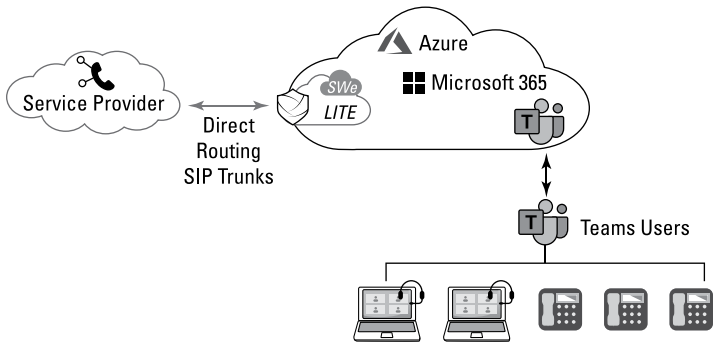 Azure
Microsoft 365
SWe
LITE
Service Provider
Direct
Routing
SIP Trunks
T
T
Teams Users